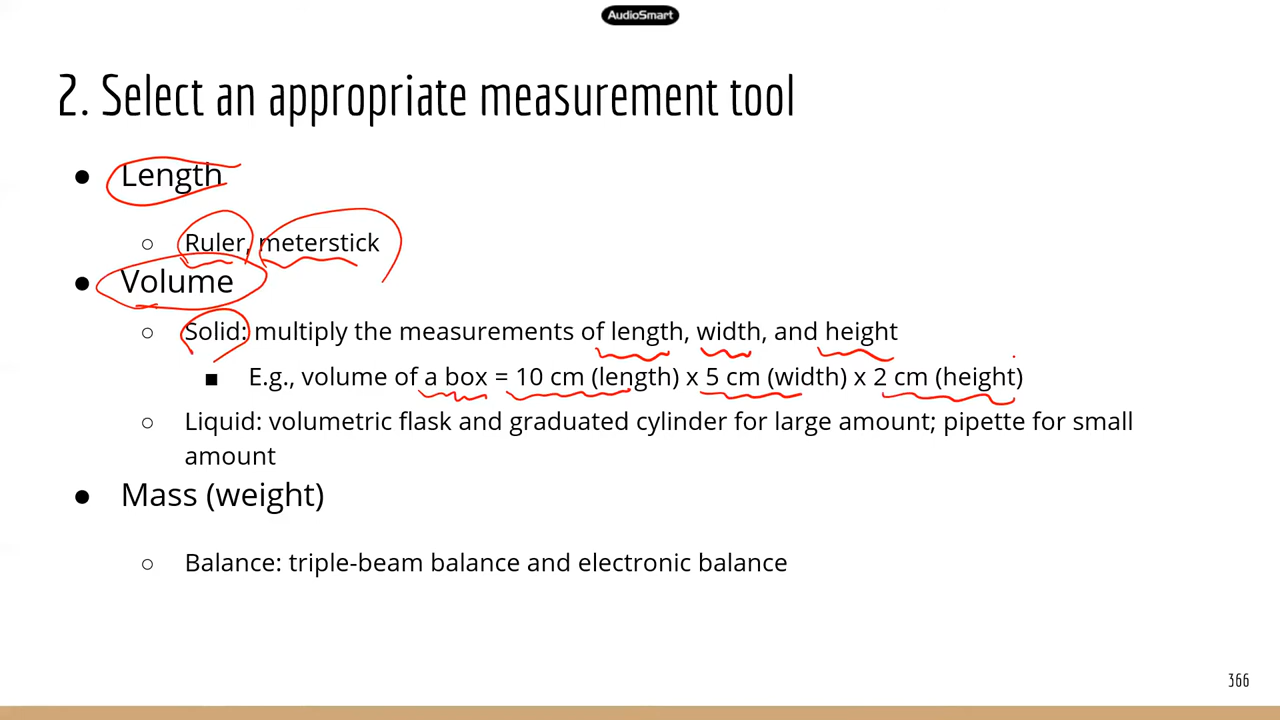 AudioSmart
2. Select an appropriate measurement tool
● Length
○ Ruler, meterstick
● Volume
○ Solid: multiply the measurements of length, width, and height
■ E.g., volume of a box = 10 cm (length) x 5 cm (width) x 2 cm (height)
○ Liquid: volumetric flask and graduated cylinder for large amount; pipette for small
amount
● Mass (weight)
○ Balance: triple-beam balance and electronic balance
366